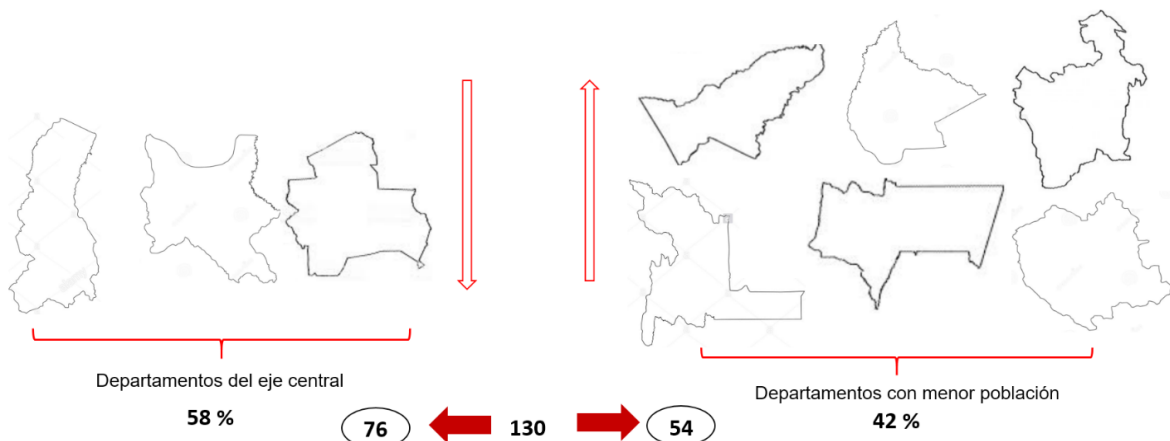 Departamentos del eje central
58 %
76
130
54
Departamentos con menor población
42 %